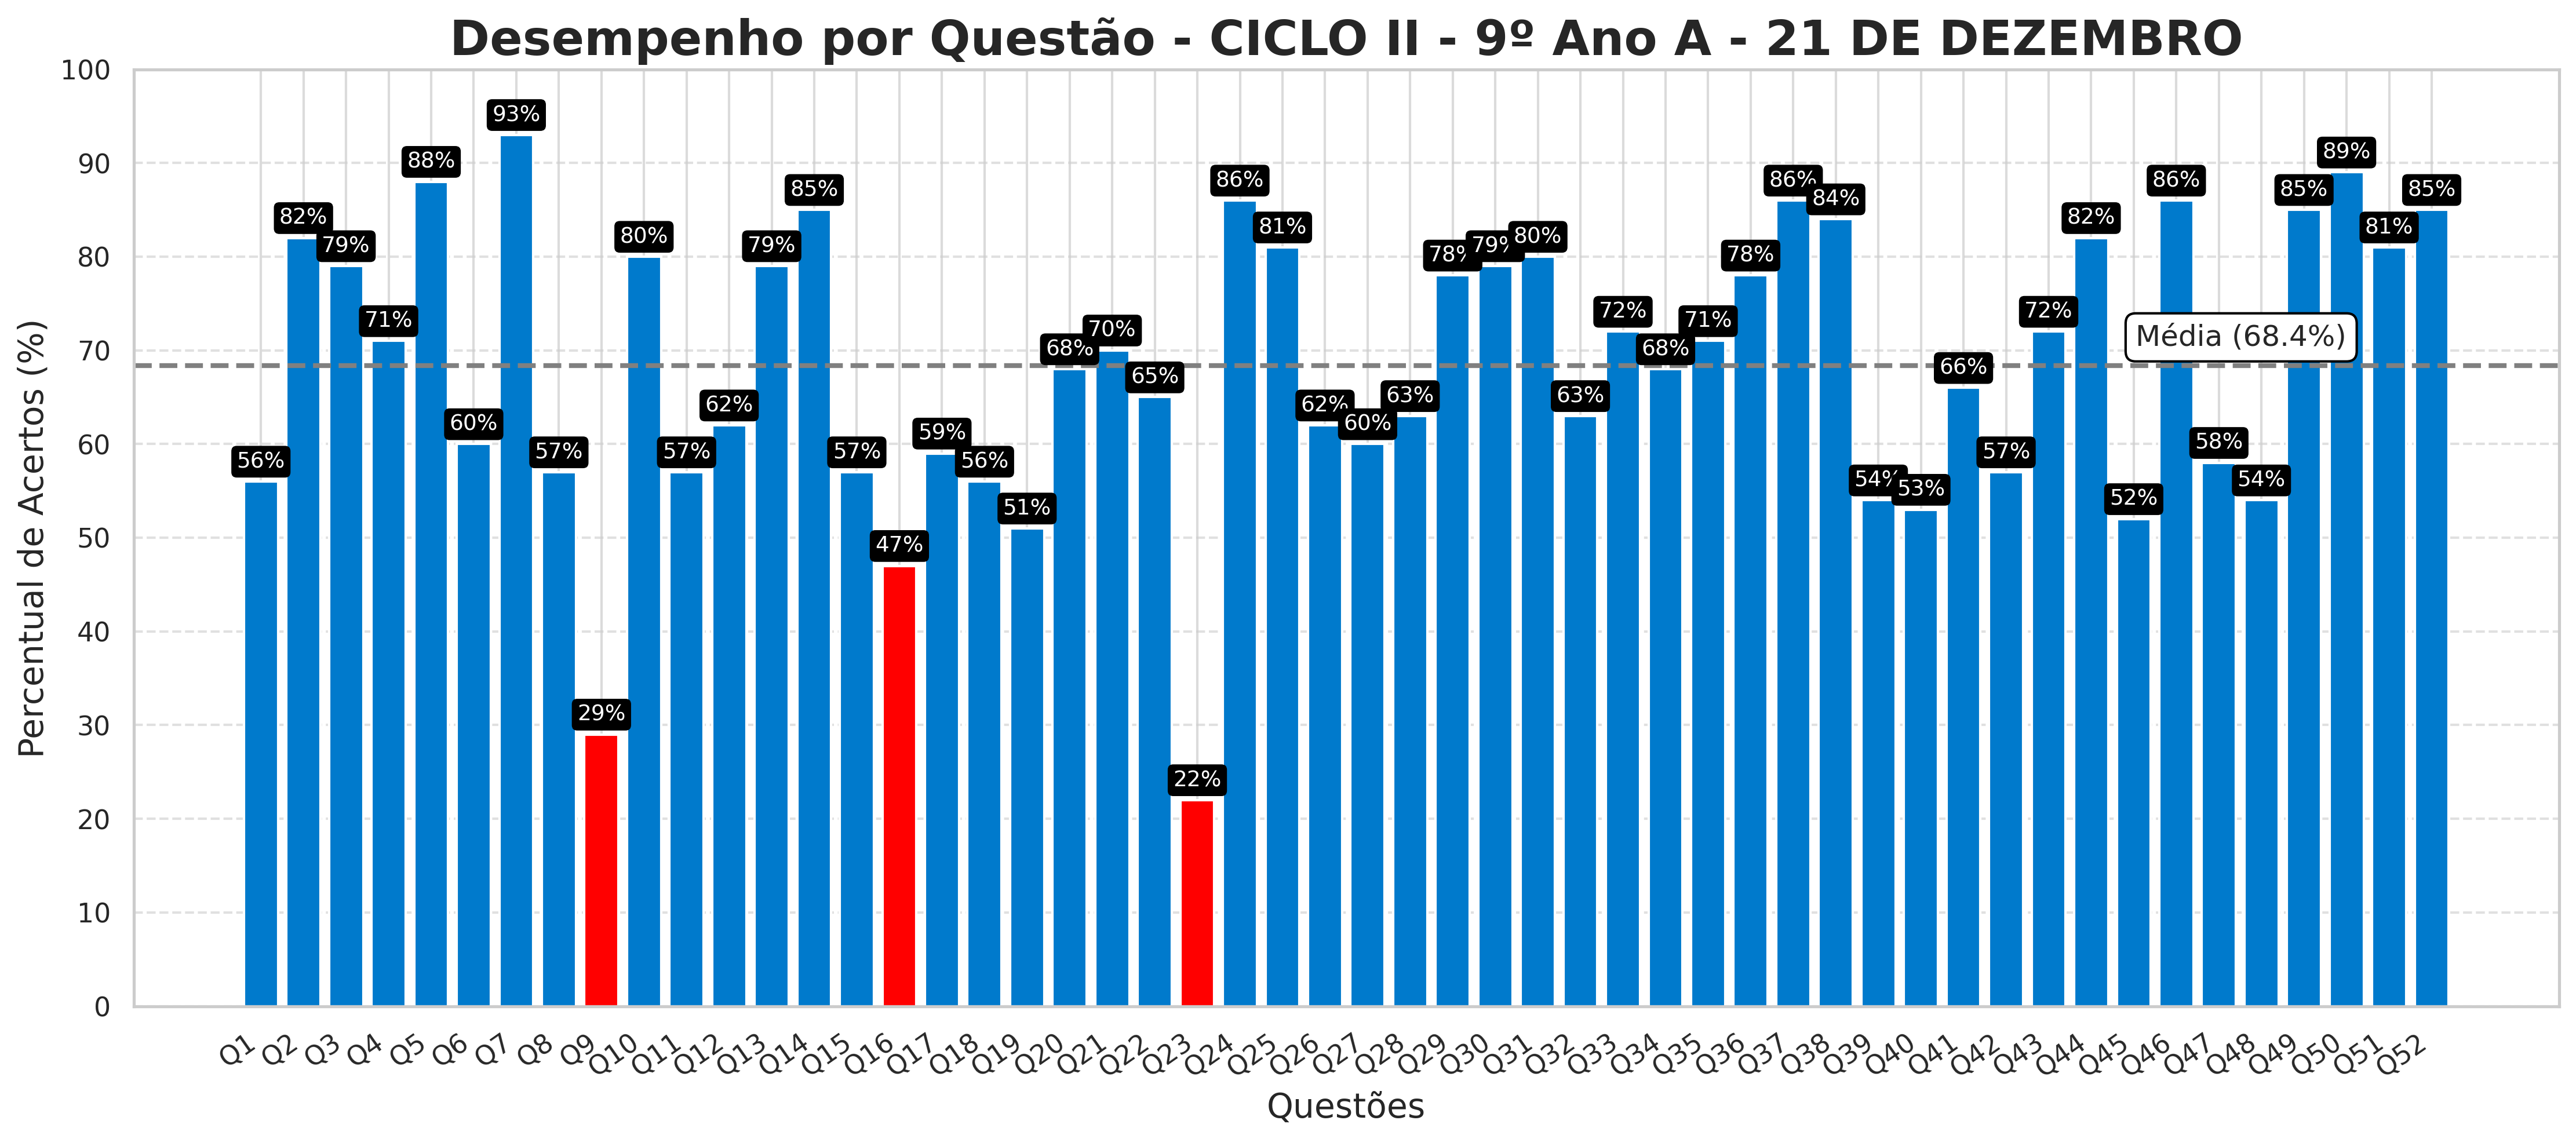 Desempenho por Questão - CICLO II - 9º Ano A - 21 DE DEZEMBRO
Percentual de Acertos (%)
100
90
80
70
60
50
40
30
20
10
0
56%
82%
79%
71%
88%
60%
93%
57%
29%
80%
57%
62%
79%
85%
57%
47%
59%
56%
51%
68%
70%
65%
22%
86%
81%
62%
60%
63%
78%
79%
80%
63%
72%
68%
71%
78%
86%
84%
54%
53%
66%
57%
72%
82%
52%
86%
58%
54%
85%
89%
81%
85%
Média (68.4%)
Q1
Q2
Q3
Q4
Q5
Q6
Q7
Q8
Q9
Q10
Q11
Q12
Q13
Q14
Q15
Q16
Q17
Q18
Q19
Q20
Q21
Q22
Q23
Q24
Q25
Q26
Q27
Q28
Q29
Q30
Q31
Q32
Q33
Q34
Q35
Q36
Q37
Q38
Q39
Q40
Q41
Q42
Q43
Q44
Q45
Q46
Q47
Q48
Q49
Q50
Q51
Q52
Questões